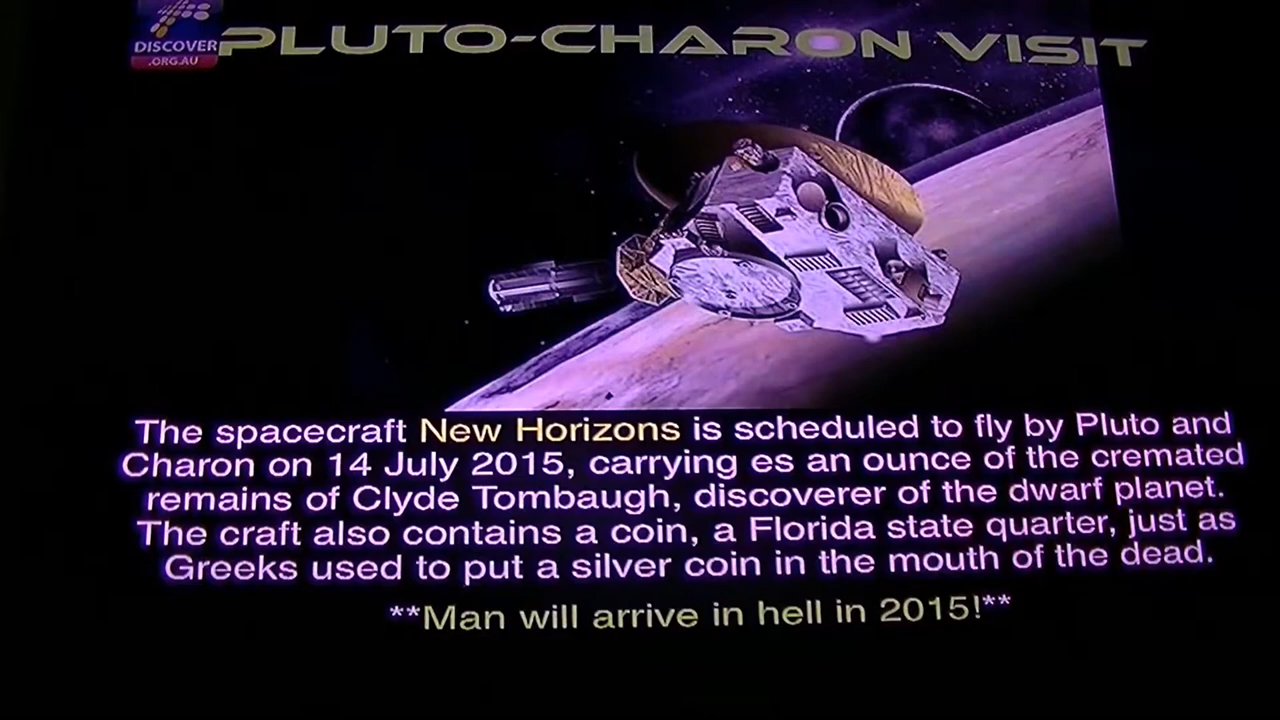 DISCOVER
.ORG.AU
PLUTO-CHARON VISIT
The spacecraft New Horizons is scheduled to fly by Pluto and
Charon on 14 July 2015, carrying es an ounce of the cremated
remains of Clyde Tombaugh, discoverer of the dwarf planet.
The craft also contains a coin, a Florida state quarter, just as
Greeks used to put a silver coin in the mouth of the dead.
**Man will arrive in hell in 2015!**